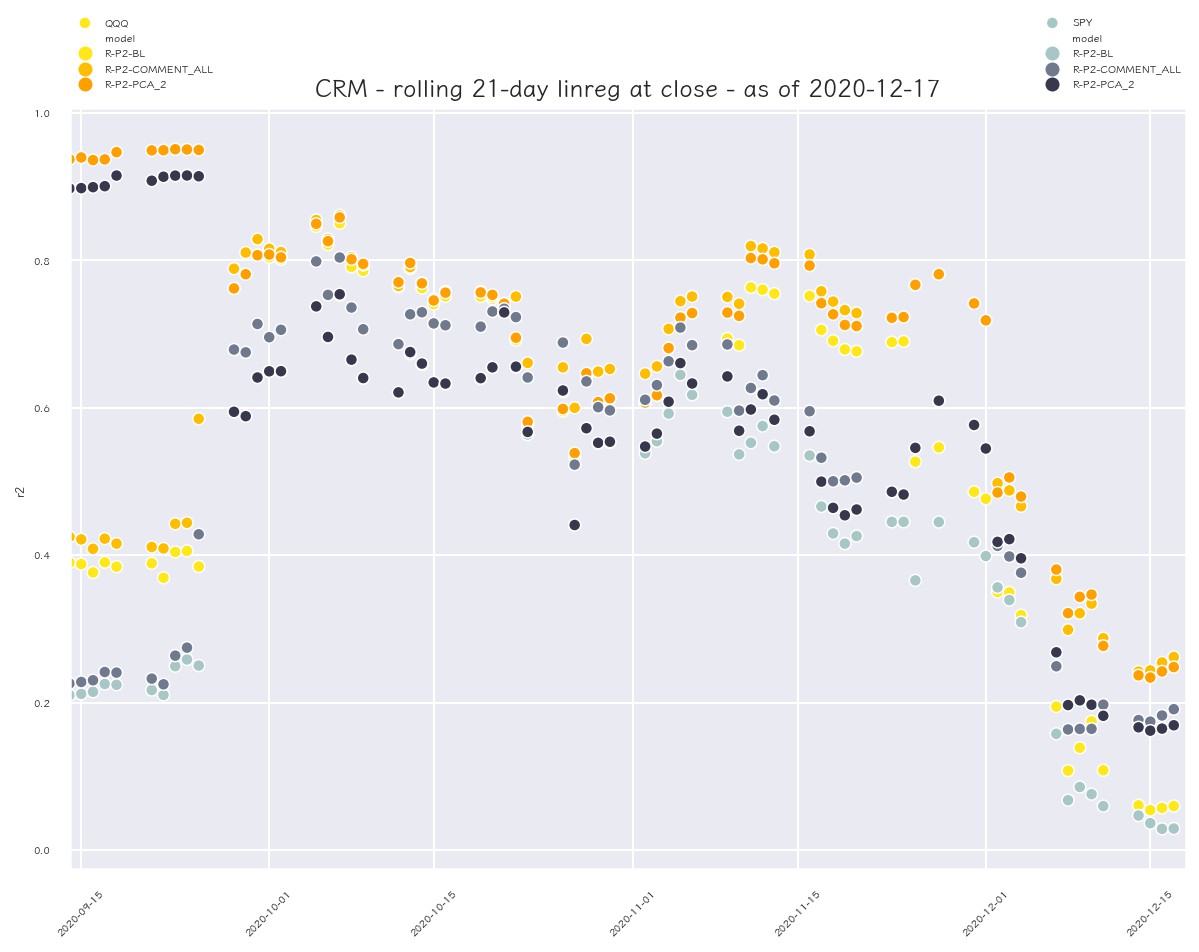 QQQ
model
R-P2-BL
R-P2-COMMENT_ALL
R-P2-PCA_2
SPY
model
R-P2-BL
R-P2-COMMENT_ALL
R-P2-PCA_2
CRM - rolling 21-day linreg at close - as of 2020-12-17
1.0
0.8
0.6
r2
0.4
0.2
0.0
2020-09-15
2020-10-01
2020-10-15
2020-11-01
2020-11-15
2020-12-01
2020-12-15